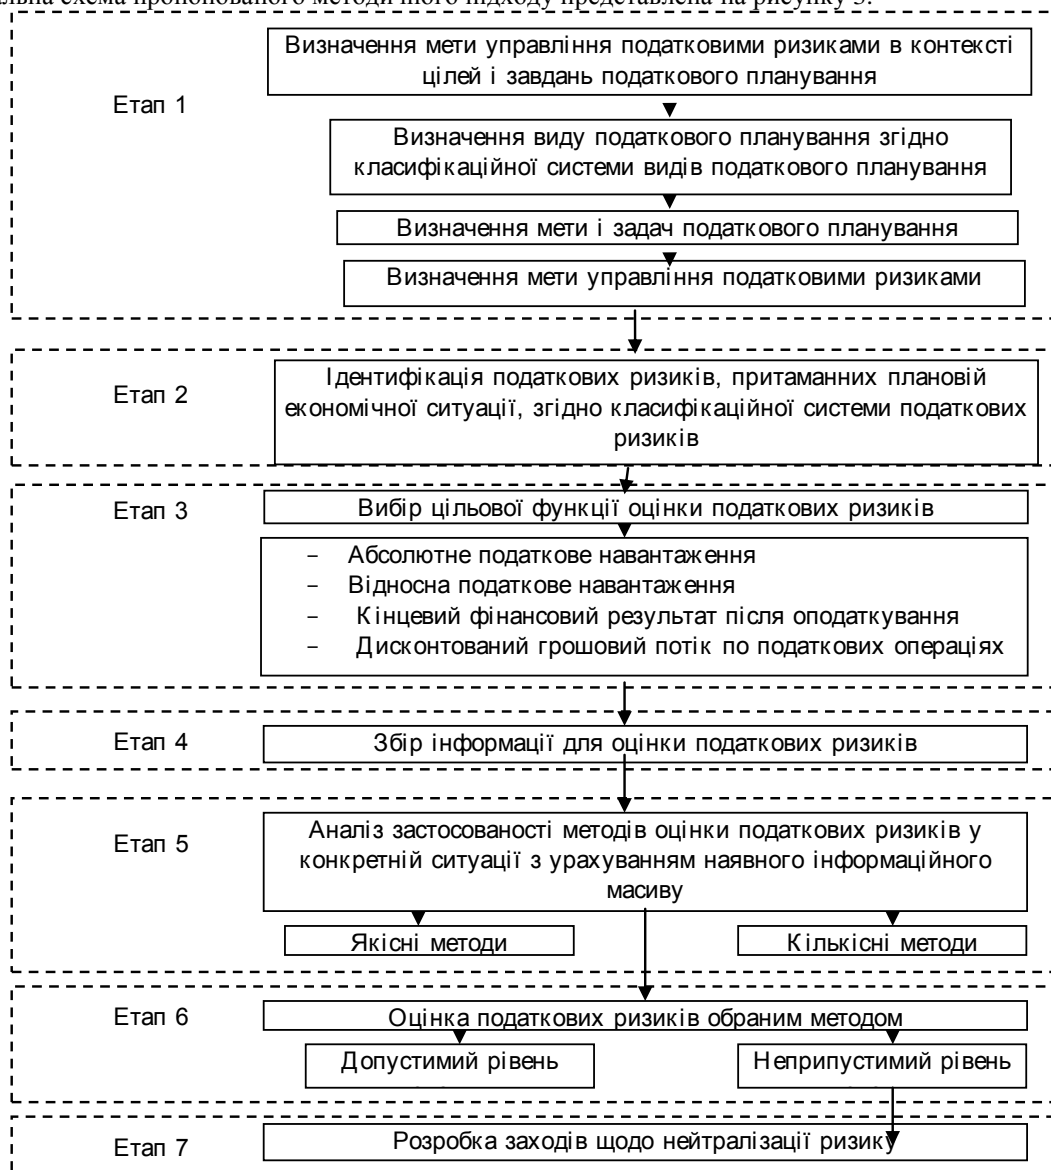 льна схема пропонованого методичного підходу представлена на рисунку 3.
Етап 1
Визначення мети управління податковими ризиками в контексті
цілей і завдань податкового планування
Визначення виду податкового планування згідно
класифікаційної системи видів податкового планування
Визначення мети і задач податкового планування
Визначення мети управління податковими ризиками
Етап 2
Ідентифікація податкових ризиків, притаманних плановій
економічної ситуації, згідно класифікаційної системи податкових
ризиків
Етап 3
Вибір цільової функції оцінки податкових ризиків
– Абсолютне податкове навантаження
– Відносна податкове навантаження
– Кінцевий фінансовий результат після оподаткування
– Дисконтований грошовий потік по податкових операціях
Етап 4
Збір інформації для оцінки податкових ризиків
Етап 5
Аналіз застосованості методів оцінки податкових ризиків у
конкретній ситуації з урахуванням наявного інформаційного
масиву
Якісні методи
Кількісні методи
Етап 6
Оцінка податкових ризиків обраним методом
Допустимий рівень
Неприпустимий рівень
Етап 7
Розробка заходів щодо нейтралізації ризику